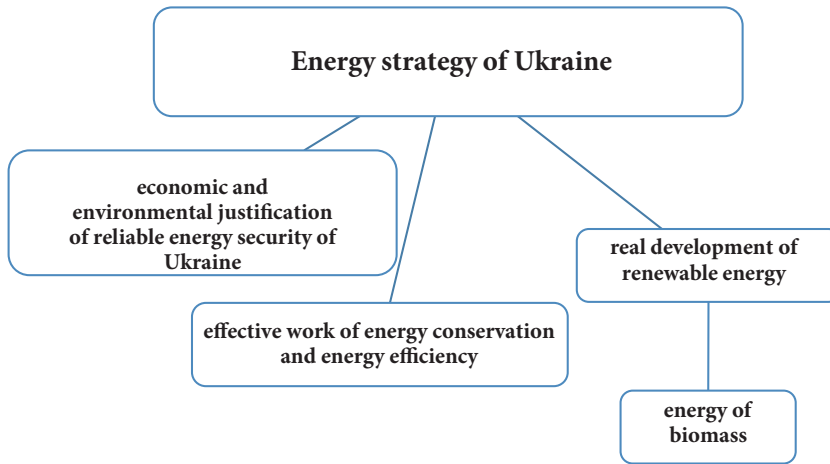 Energy strategy of Ukraine
economic and
environmental justification
of reliable energy security of
Ukraine
effective work of energy conservation
and energy efficiency
real development of
renewable energy
energy of
biomass